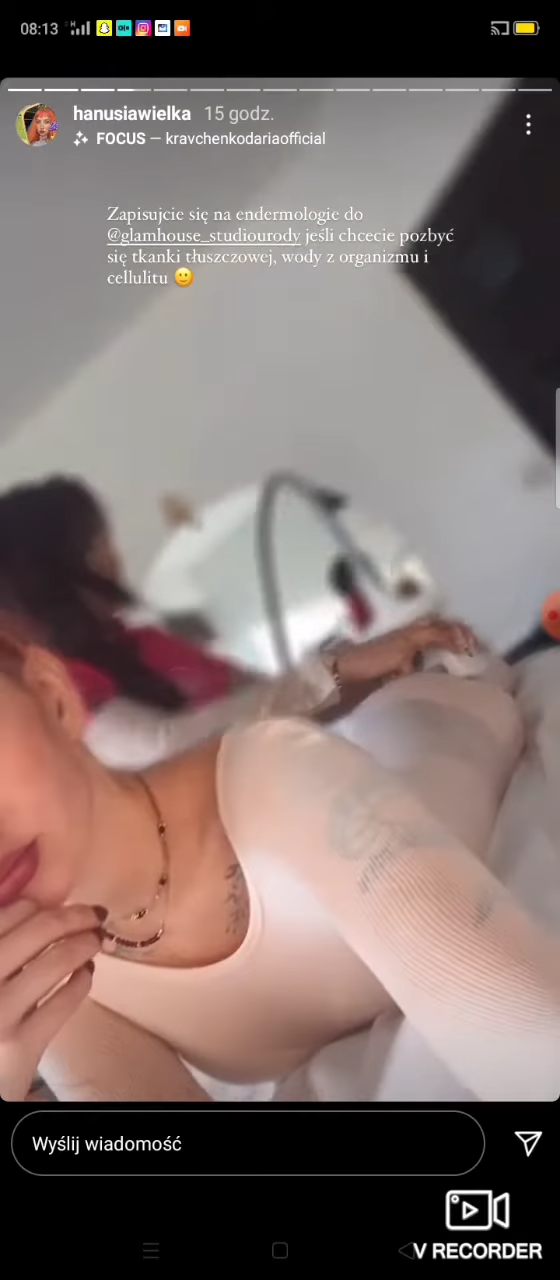 08:13
hanusiawielka 15 godz.
FOCUS — kravchenkodariaofficial
Zapisujcie się na endermologie do
@glamhouse_studiourody jeśli chcecie pozbyć
się tkanki tłuszczowej, wody z organizmu i
cellulitu 🙂
Wyślij wiadomość
V RECORDER